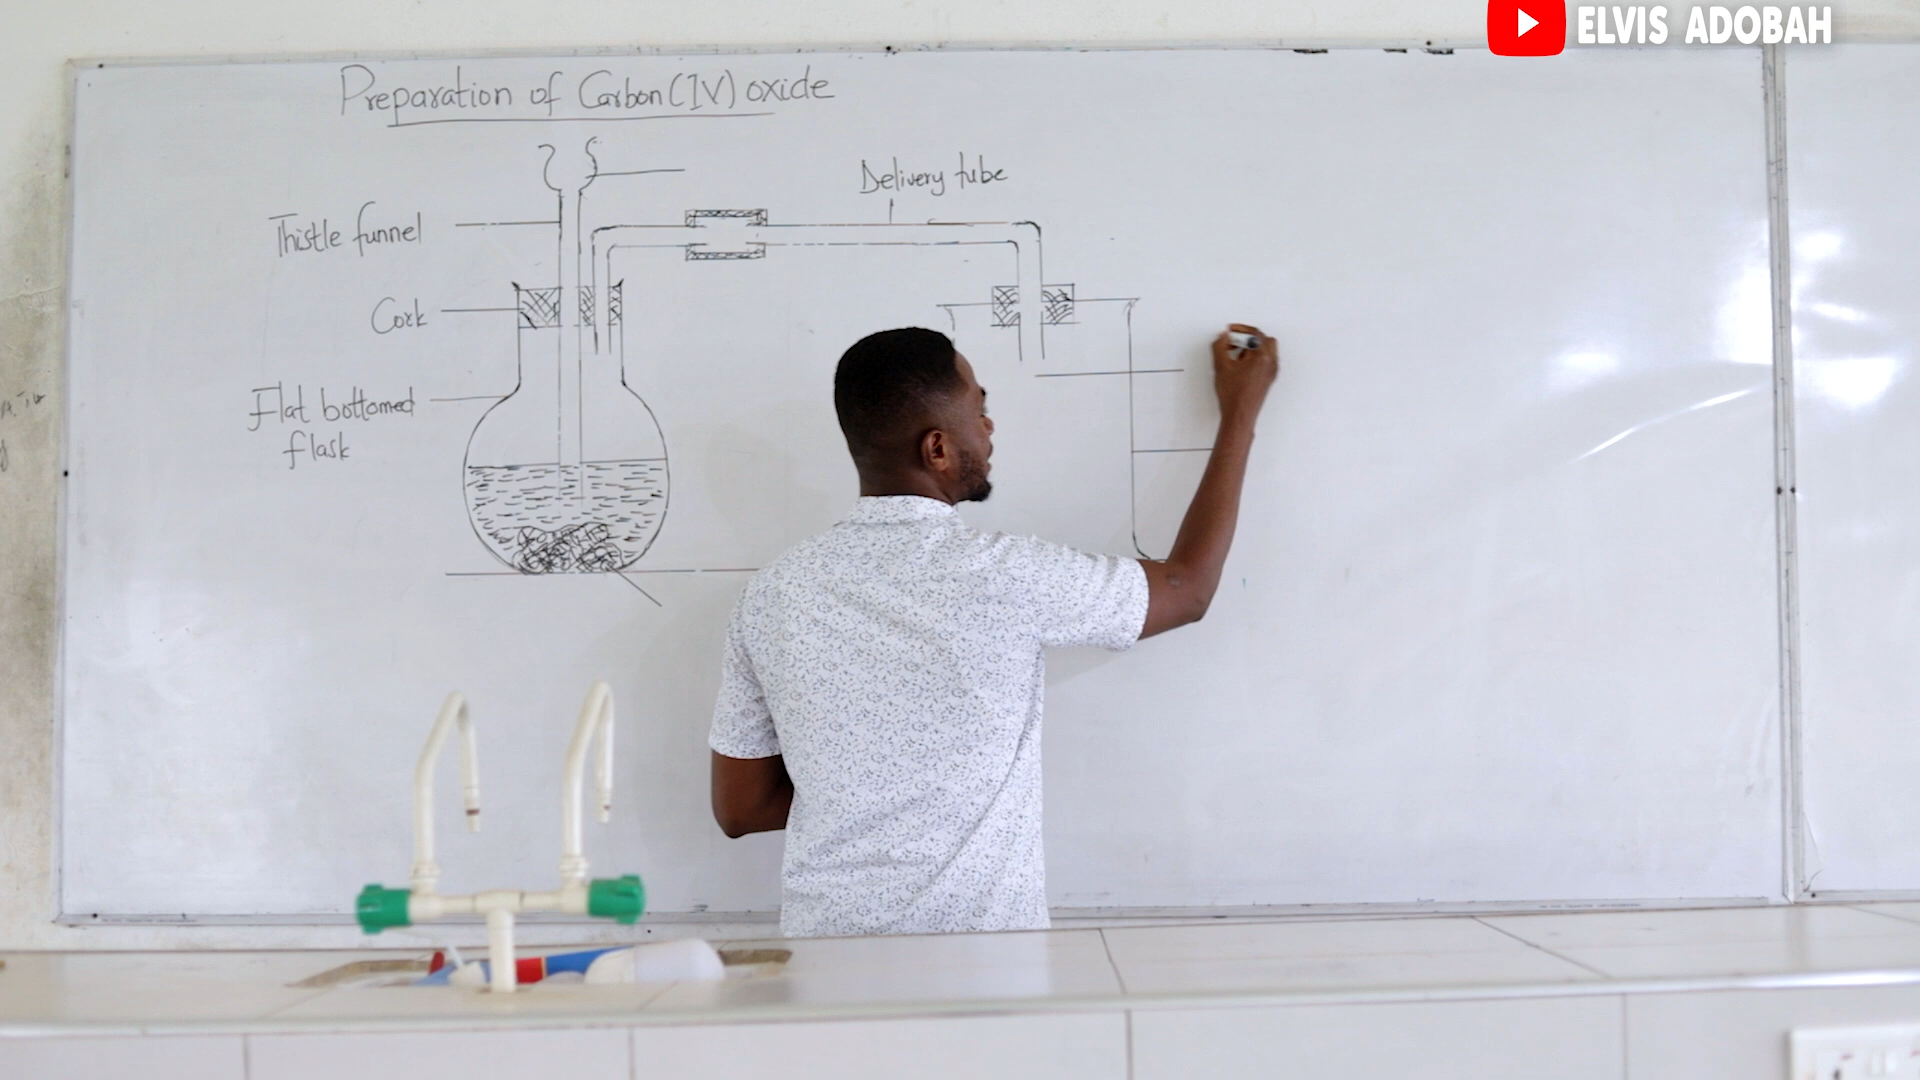 ELVIS ADOBAH
Preparation of Carbon(IV) oxide
Delivery tube
Thistle funnel
Cork
Flat bottomed
flask